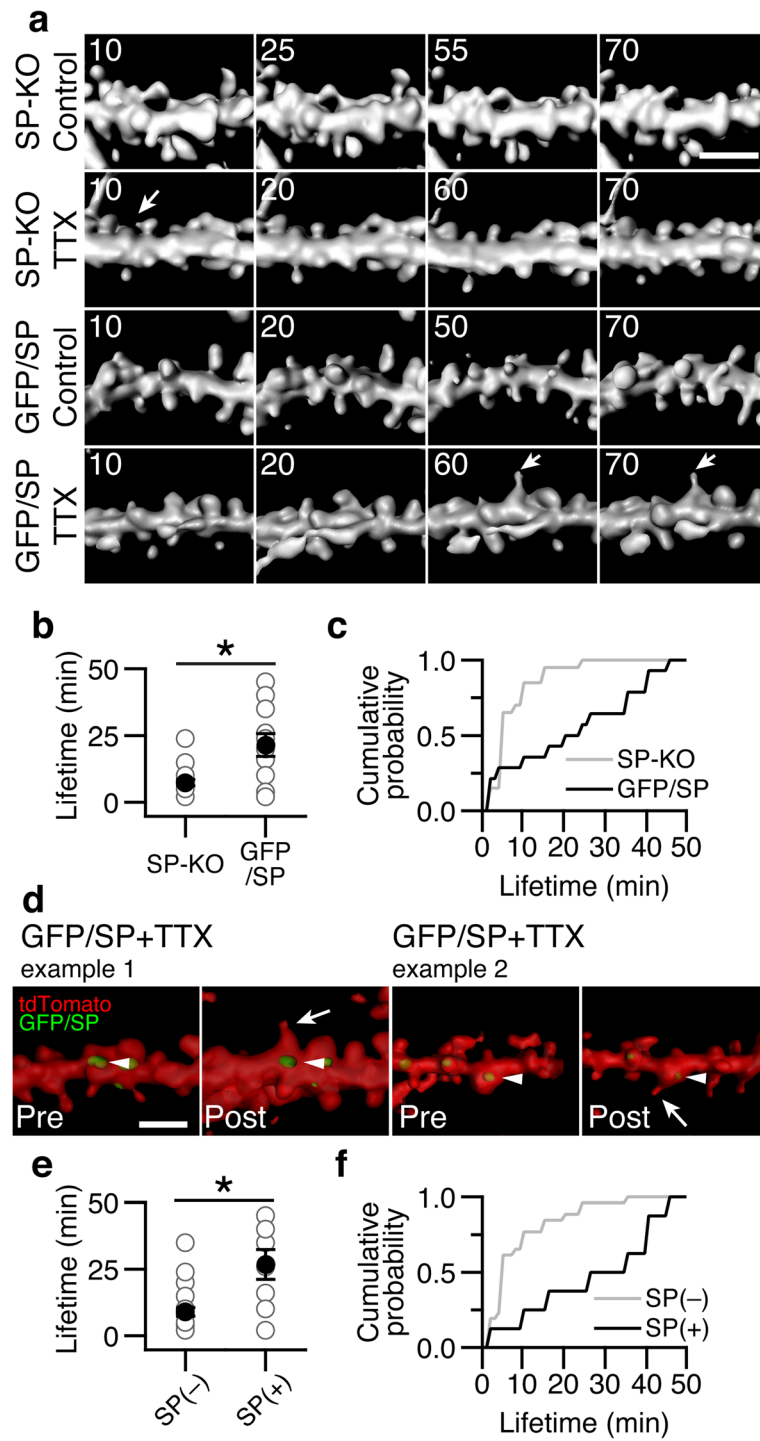 a
SP-KO
Control
10
25
55
70
SP-KO
TTX
10
20
60
70
GFP/SP
Control
10
20
50
70
GFP/SP
TTX
10
20
60
70
b
*
Lifetime (min)
50
25
0
SP-KO
GFP
/SP
c
Cumulative
probability
1.0
0.5
0.0
SP-KO
GFP/SP
0 10 20 30 40 50
Lifetime (min)
d
GFP/SP+TTX
example 1
GFP/SP+TTX
example 2
tdTomato
GFP/SP
Pre
Post
Pre
Post
e
*
Lifetime (min)
50
25
0
SP(–)
SP(+)
f
Cumulative
probability
1.0
0.5
0.0
SP(–)
SP(+)
0 10 20 30 40 50
Lifetime (min)